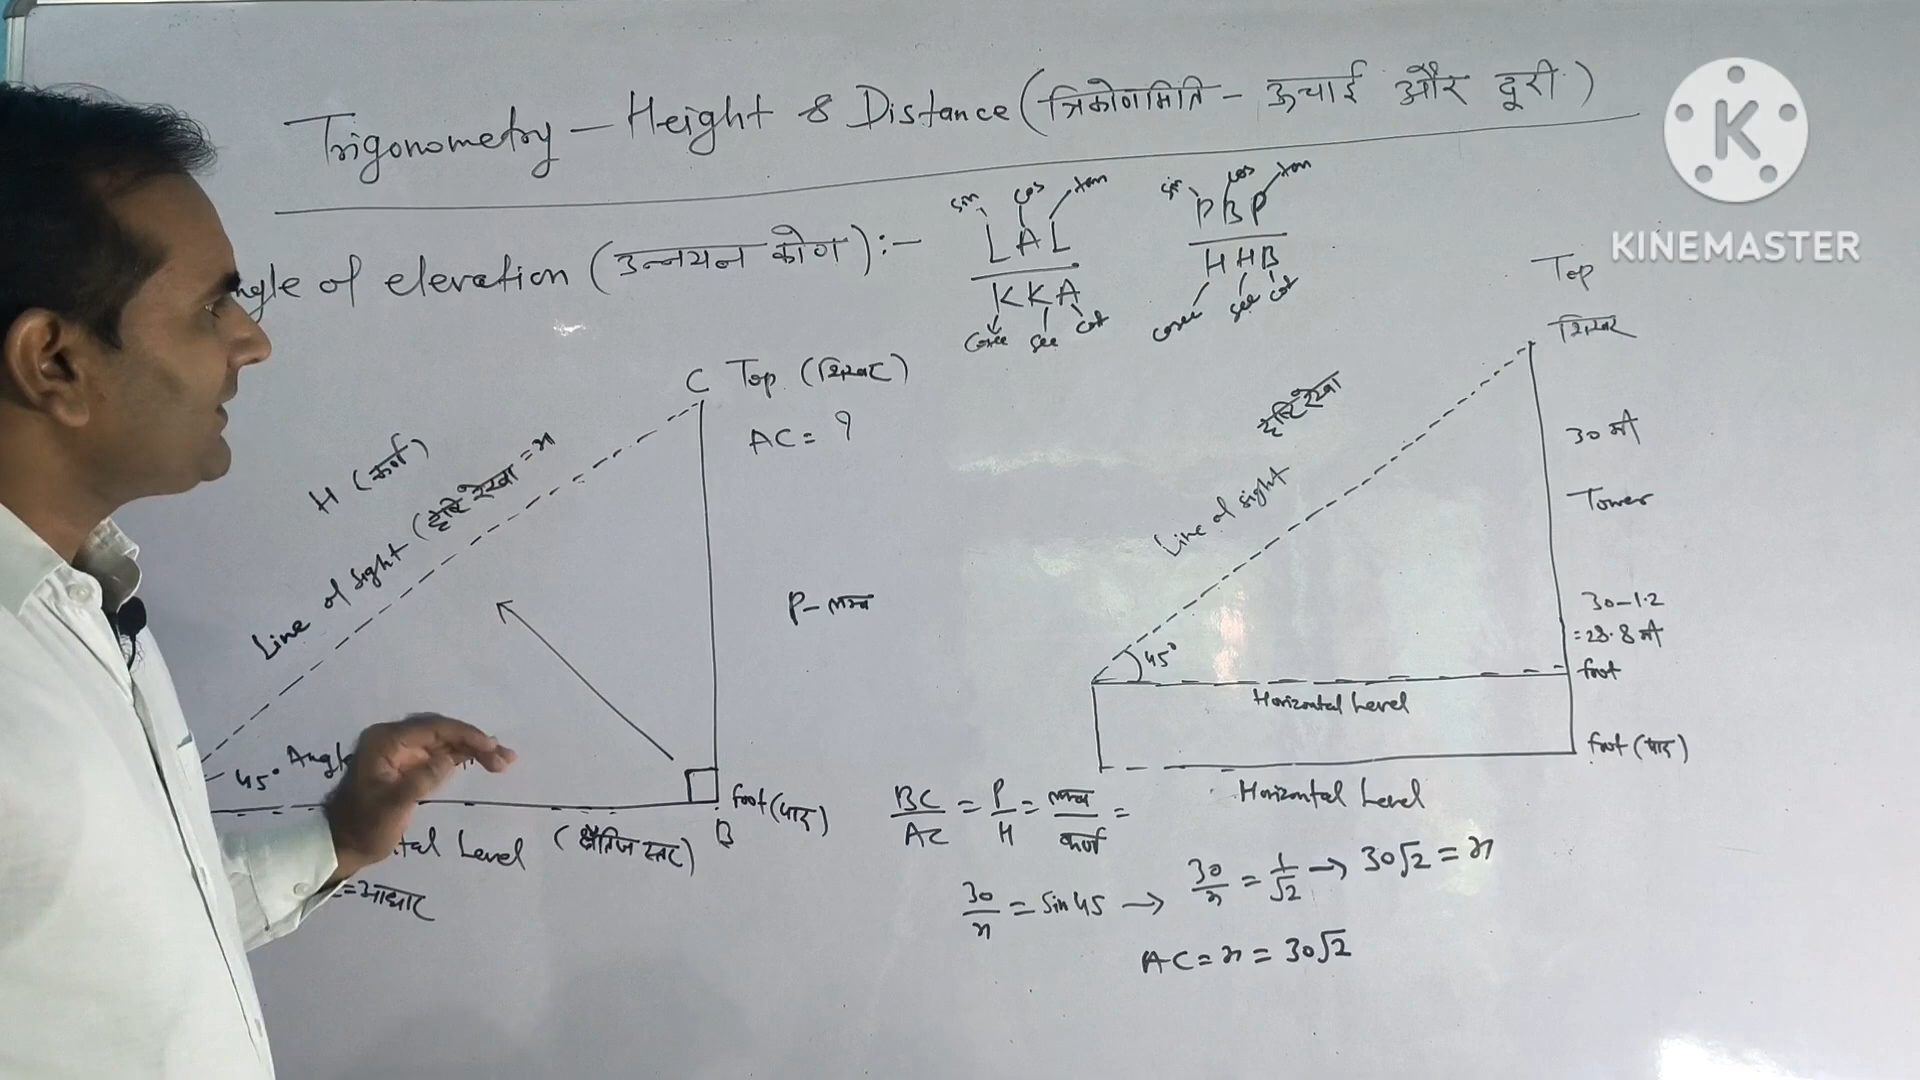 Trigonometry - Height & Distance (त्रिकोणमिति - ऊचाई और दूरी)
KINEMASTER
ngle of elevation (उन्नयन कोण) :-
sin cos tan
LAL
KKA
cosec sec cot
sin cos tan
PBP
HHB
cosec sec cot
C Top (शिखर)
AC = ?
H (कर्ण)
Line of sight (दृष्टि रेखा = x
P - लम्ब
45° Angl
foot (पाद)
B
tal Level (क्षैतिज स्तर)
=आधार
Top
शिखर
दृष्टि रेखा
Line of sight
30 मी
Tower
30-1.2
=28.8 मी
foot
45°
Horizontal Level
foot (पाद)
Horizontal Level
BC/AC = P/H = लम्ब/कर्ण =
30/x = Sin 45 → 30/x = 1/√2 → 30√2 = x
AC = x = 30√2